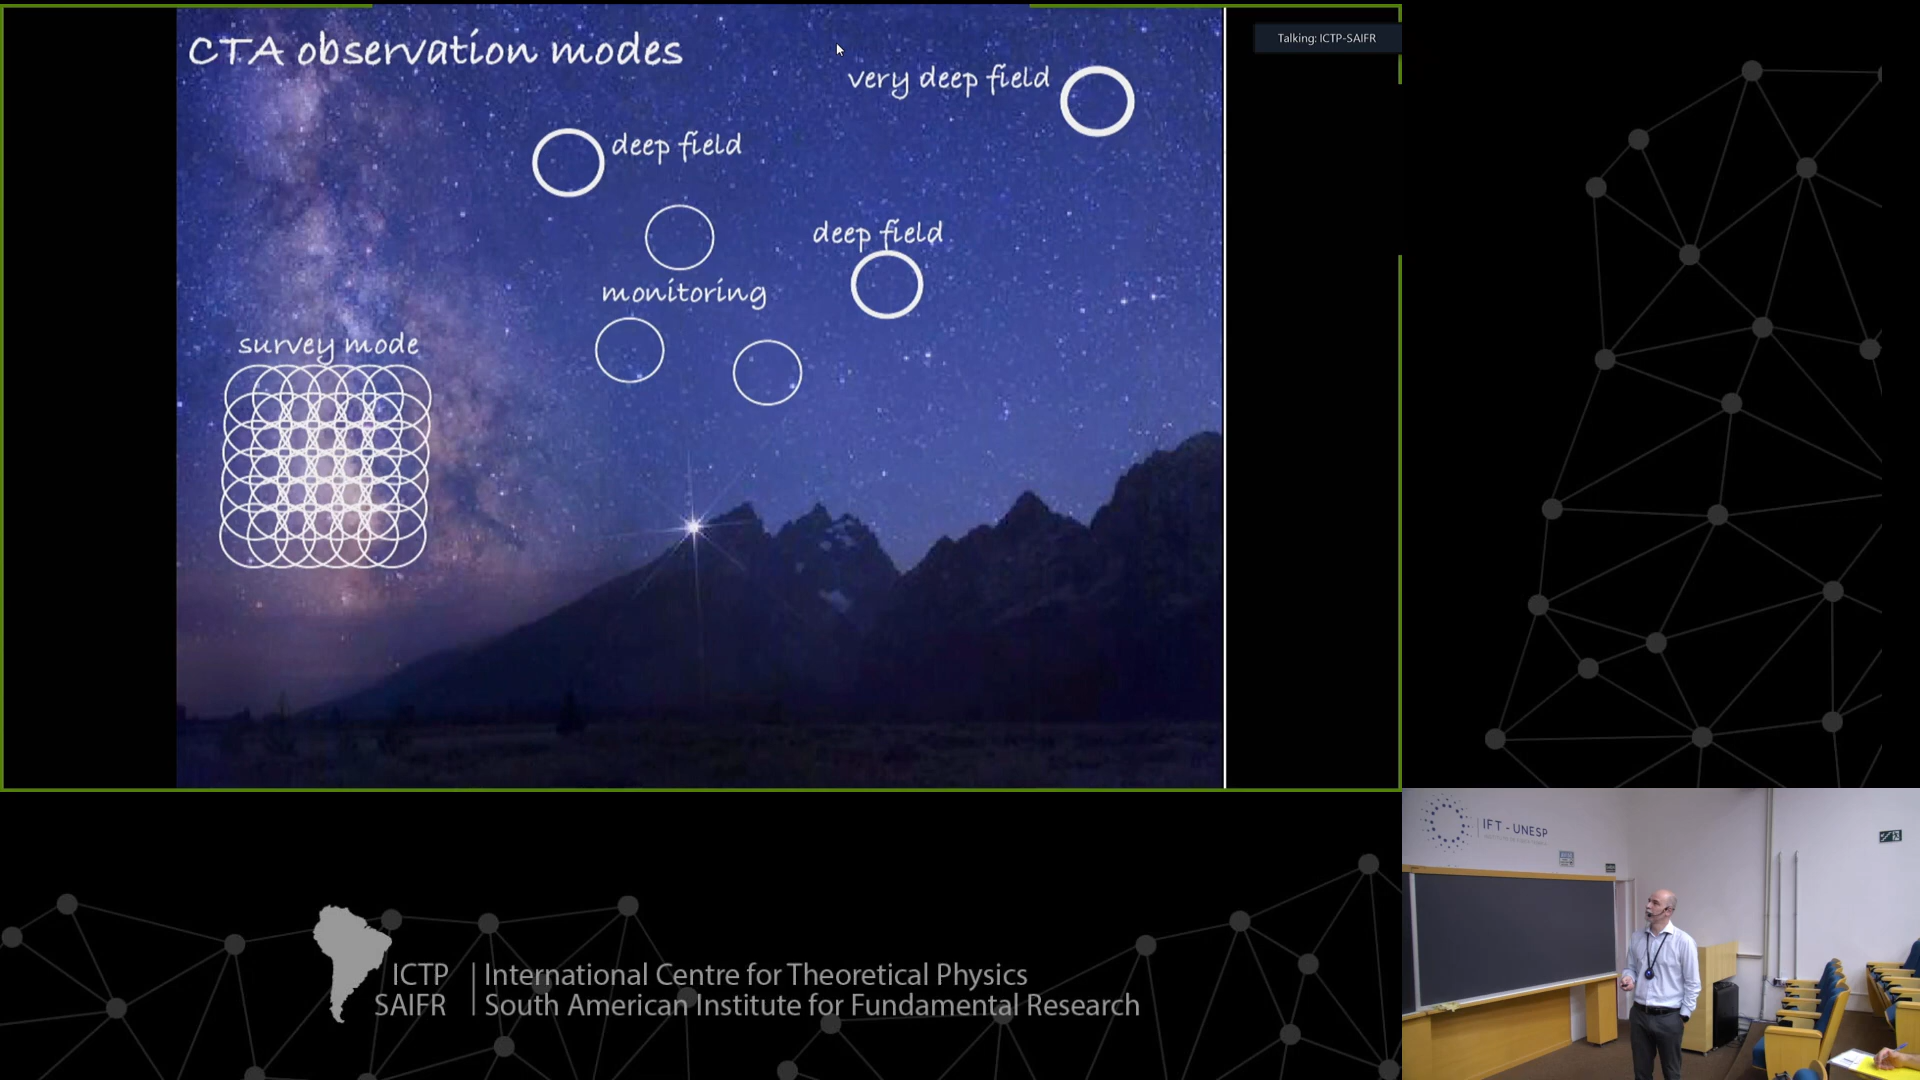 CTA observation modes
very deep field
deep field
deep field
monitoring
survey mode
Talking: ICTP-SAIFR
IFT - UNESP
ICTP | International Centre for Theoretical Physics
SAIFR | South American Institute for Fundamental Research